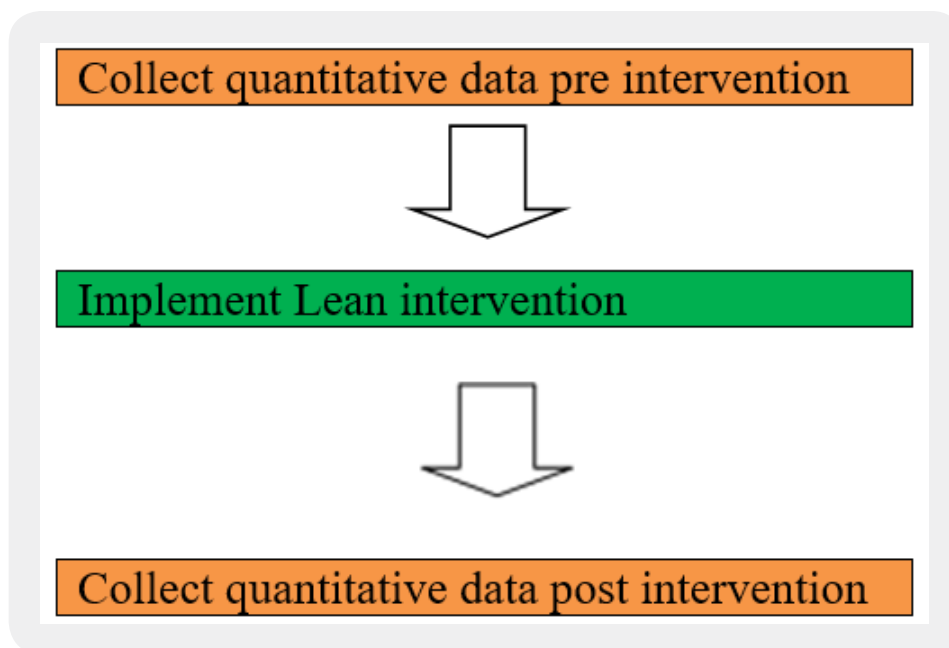 Collect quantitative data pre intervention
Implement Lean intervention
Collect quantitative data post intervention